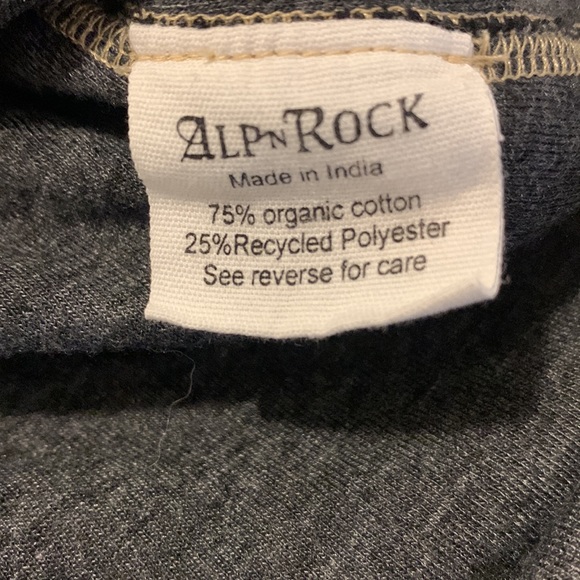 ALPNROCK
Made in India
75% organic cotton
25%Recycled Polyester
See reverse for care